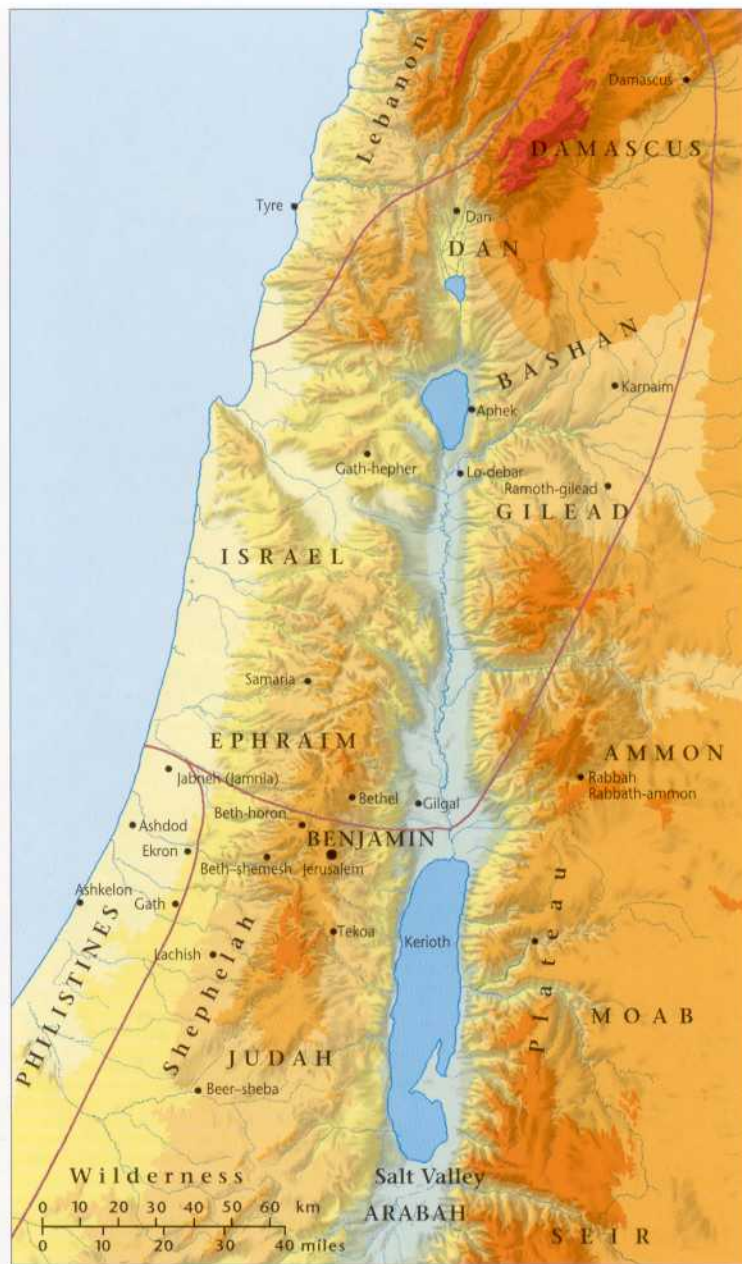 Lebanon
Damascus
DAMASCUS
Tyre
Dan
DAN
BASHAN
Karnaim
Aphek
Gath-hepher
Lo-debar
Ramoth-gilead
GILEAD
ISRAEL
Samaria
EPHRAIM
AMMON
Jabneh (Jamnila)
Rabbah
Rabbath-ammon
Bethel
Gilgal
Beth-horon
Ashdod
BENJAMIN
Ekron
Beth-shemesh
Jerusalem
Ashkelon
Gath
PHILISTINES
Shephelah
Tekoa
Kerioth
Plateau
Lachish
MOAB
JUDAH
Beer-sheba
Wilderness
Salt Valley
0 10 20 30 40 50 60 km
ARABAH
0 10 20 30 40 miles
SEIR